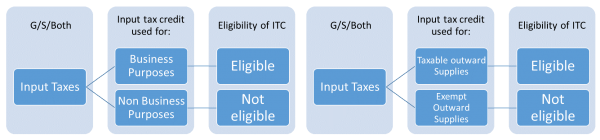 G/S/Both
Input tax credit
used for:
Eligibility of ITC
Input Taxes
Business
Purposes
Eligible
Non Business
Purposes
Not
eligible
G/S/Both
Input tax credit
used for:
Eligibility of ITC
Input Taxes
Taxable outward
Supplies
Eligible
Exempt
Outward
Supplies
Not
eligible